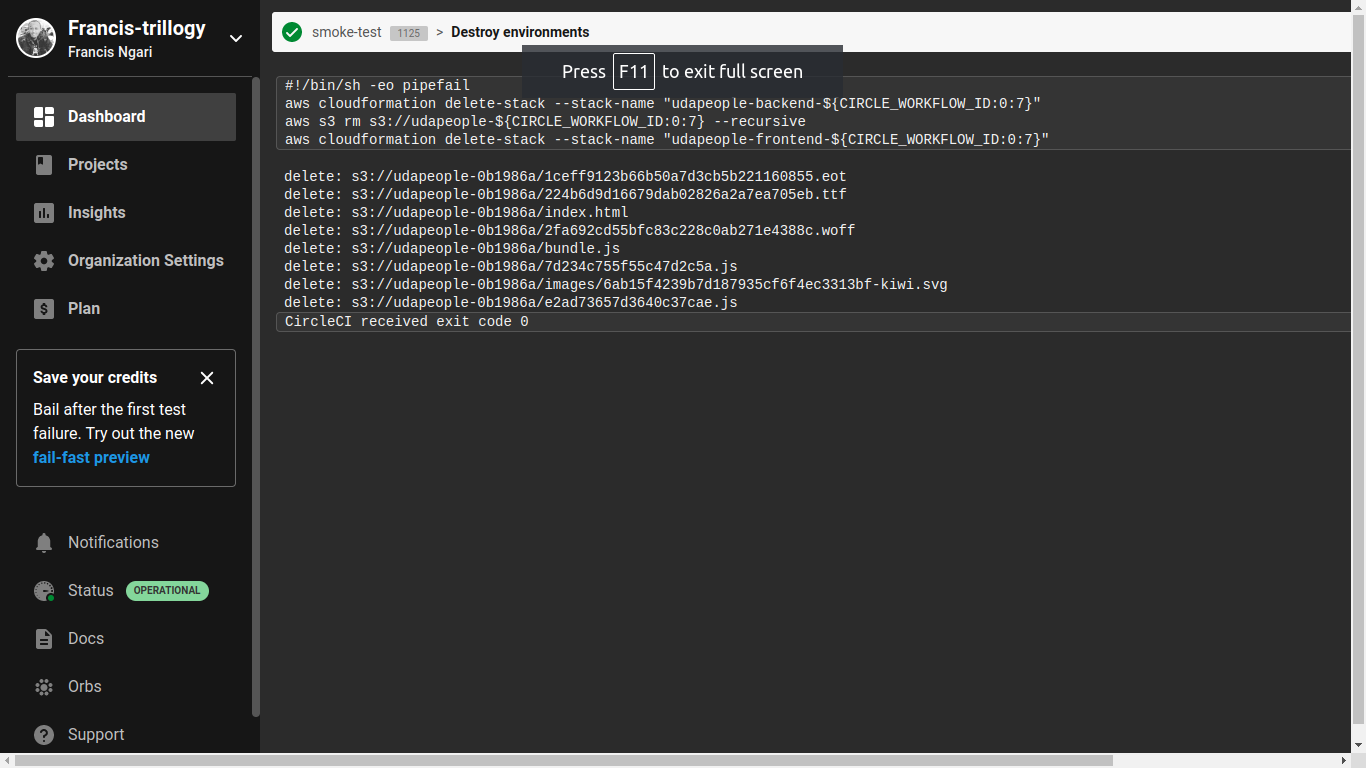 Francis-trillogy
Francis Ngari
Dashboard
Projects
Insights
Organization Settings
Plan
Save your credits
Bail after the first test
failure. Try out the new
fail-fast preview
Notifications
Status OPERATIONAL
Docs
Orbs
Support
smoke-test 1125 > Destroy environments
Press F11 to exit full screen
#!/bin/sh -eo pipefail
aws cloudformation delete-stack --stack-name "udapeople-backend-${CIRCLE_WORKFLOW_ID:0:7}"
aws s3 rm s3://udapeople-${CIRCLE_WORKFLOW_ID:0:7} --recursive
aws cloudformation delete-stack --stack-name "udapeople-frontend-${CIRCLE_WORKFLOW_ID:0:7}"
delete: s3://udapeople-0b1986a/1ceff9123b66b50a7d3cb5b221160855.eot
delete: s3://udapeople-0b1986a/224b6d9d16679dab02826a2a7ea705eb.ttf
delete: s3://udapeople-0b1986a/index.html
delete: s3://udapeople-0b1986a/2fa692cd55bfc83c228c0ab271e4388c.woff
delete: s3://udapeople-0b1986a/bundle.js
delete: s3://udapeople-0b1986a/7d234c755f55c47d2c5a.js
delete: s3://udapeople-0b1986a/images/6ab15f4239b7d187935cf6f4ec3313bf-kiwi.svg
delete: s3://udapeople-0b1986a/e2ad73657d3640c37cae.js
CircleCI received exit code 0